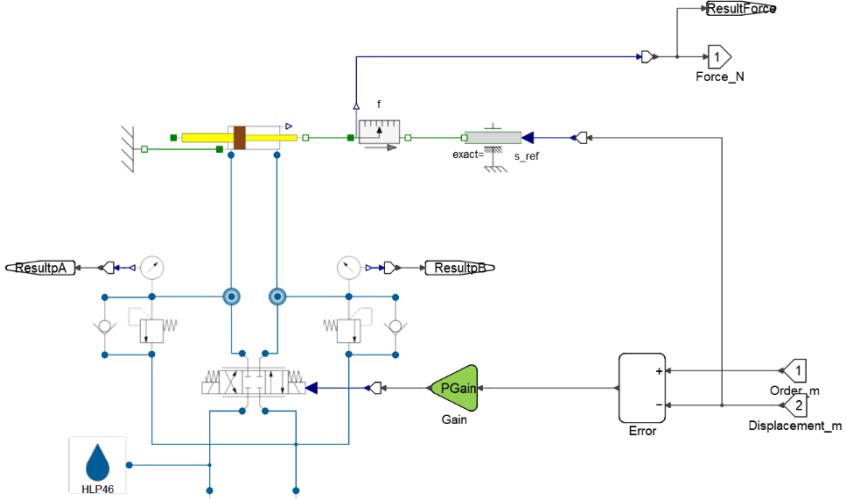 ResultForce
1
Force_N
f
exact=
s_ref
ResultpA
ResultpB
PGain
Gain
+
−
Error
1
Order_m
2
Displacement_m
HLP46